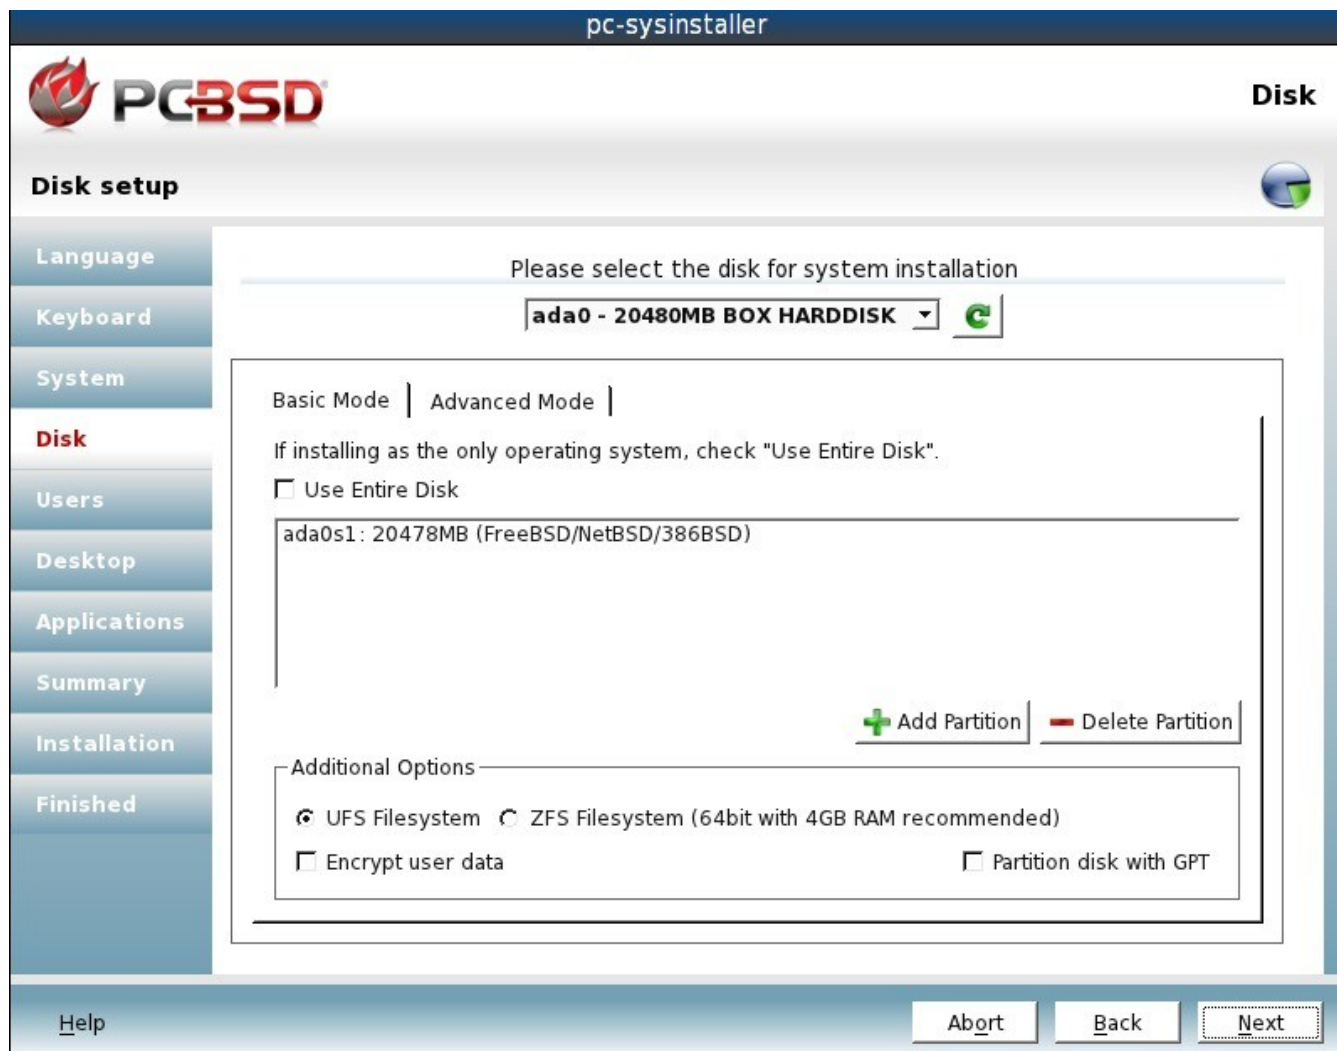 pc-sysinstaller
PCBSD
Disk
Disk setup
Language
Keyboard
System
Disk
Users
Desktop
Applications
Summary
Installation
Finished
Please select the disk for system installation
ada0 - 20480MB BOX HARDDISK
Basic Mode
Advanced Mode
If installing as the only operating system, check "Use Entire Disk".
Use Entire Disk
ada0s1: 20478MB (FreeBSD/NetBSD/386BSD)
Add Partition
Delete Partition
Additional Options
UFS Filesystem
ZFS Filesystem (64bit with 4GB RAM recommended)
Encrypt user data
Partition disk with GPT
Help
Abort
Back
Next